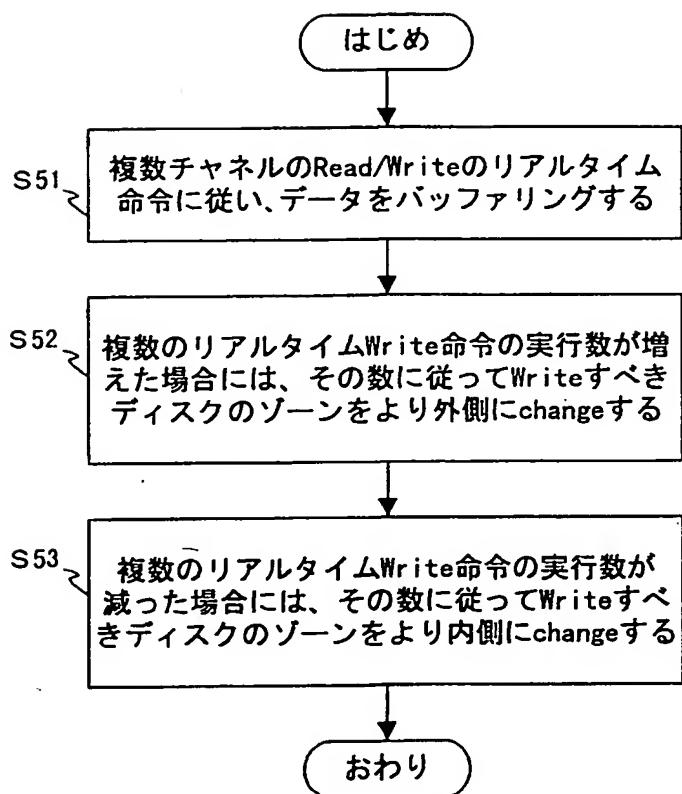 はじめ
S51
複数チャネルのRead/Writeのリアルタイム
命令に従い、データをバッファリングする
S52
複数のリアルタイムWrite命令の実行数が増
えた場合には、その数に従ってWriteすべき
ディスクのゾーンをより外側にchangeする
S53
複数のリアルタイムWrite命令の実行数が
減った場合には、その数に従ってWriteすべ
きディスクのゾーンをより内側にchangeする
おわり